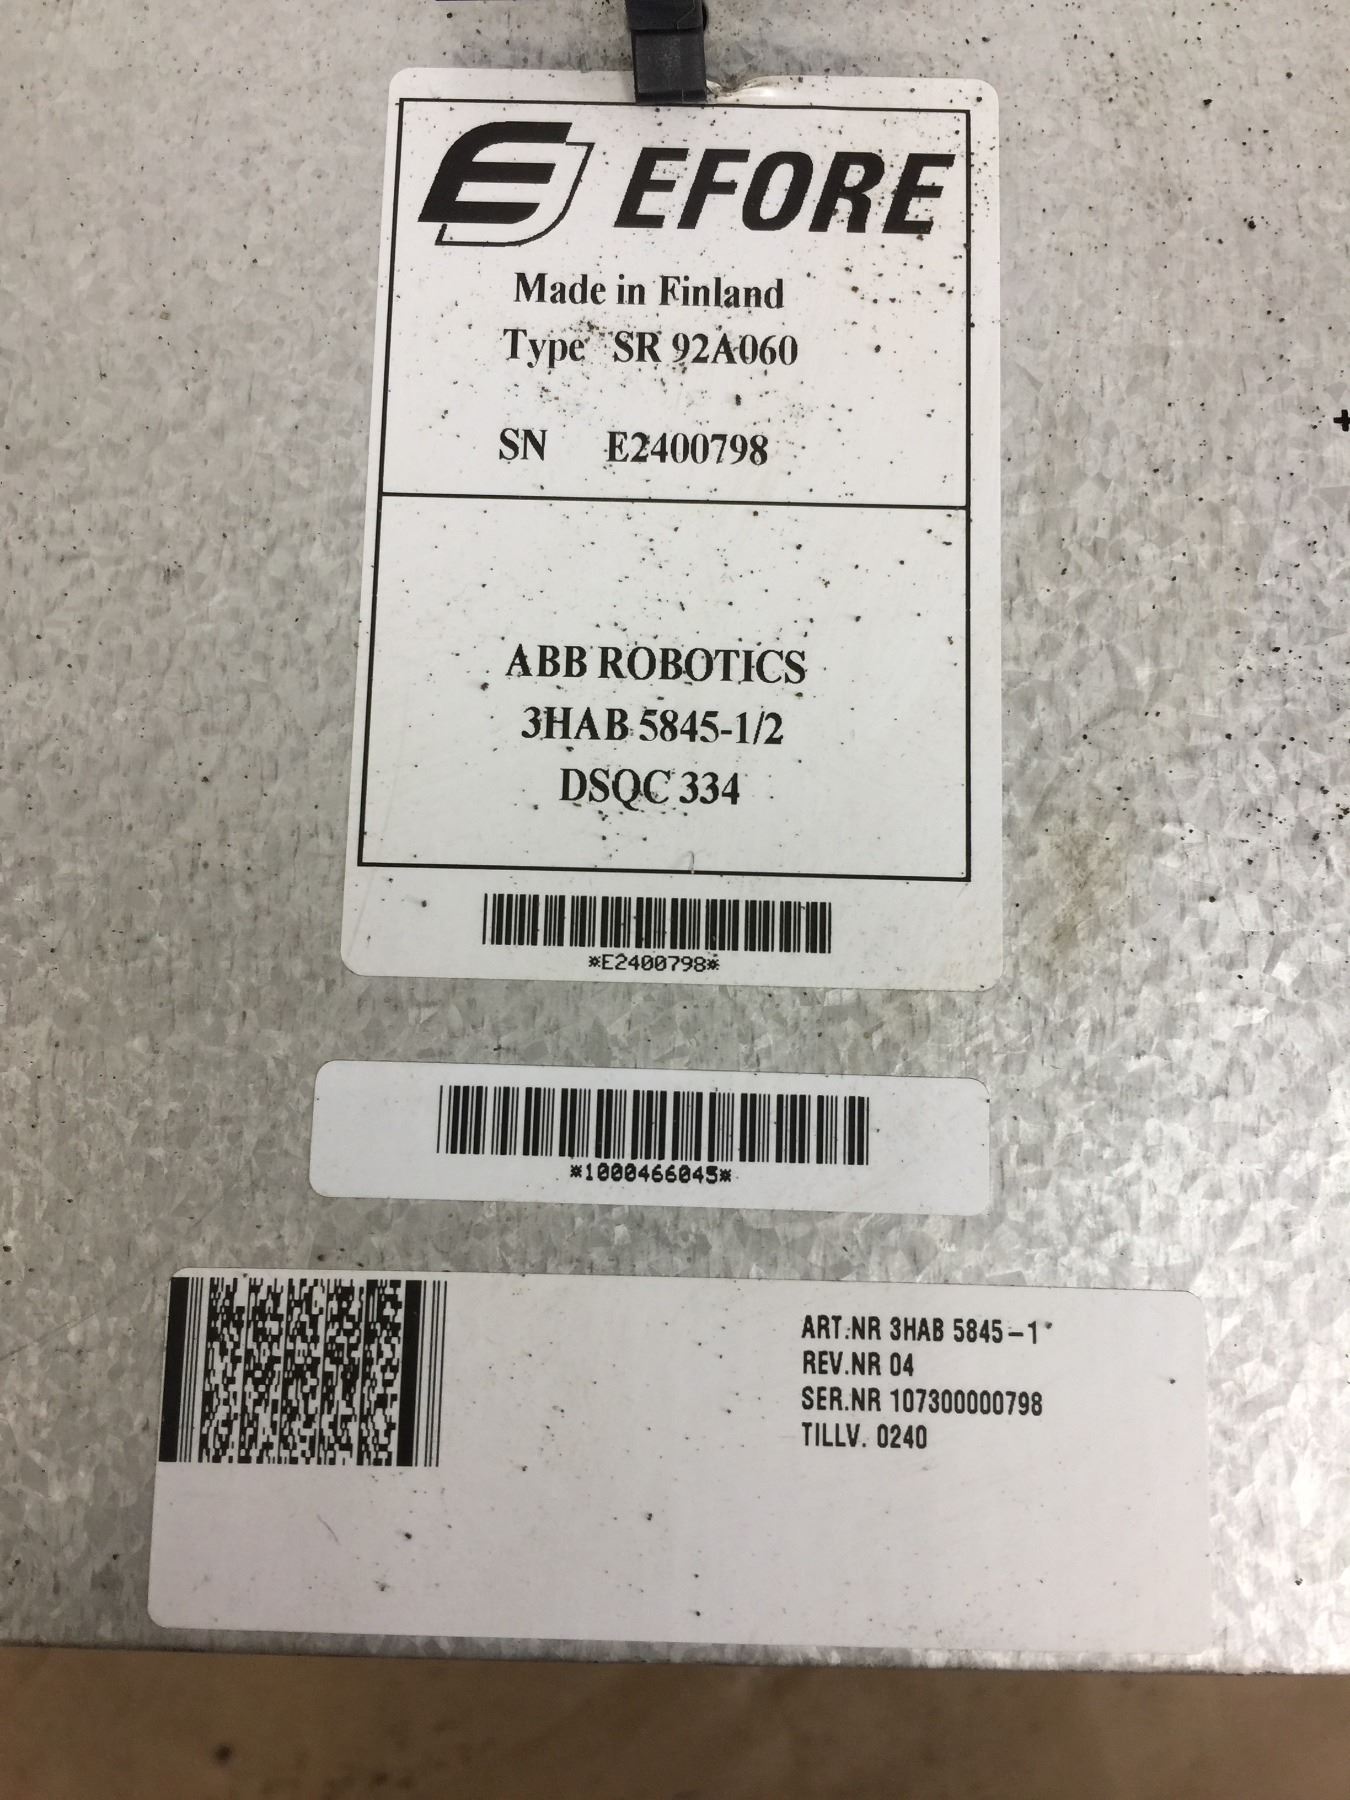 EFORE
Made in Finland
Type SR 92A060
SN E2400798
ABB ROBOTICS
3HAB 5845-1/2
DSQC 334
*E2400798*
*1000466045*
ART.NR 3HAB 5845-1
REV.NR 04
SER.NR 107300000798
TILLV. 0240